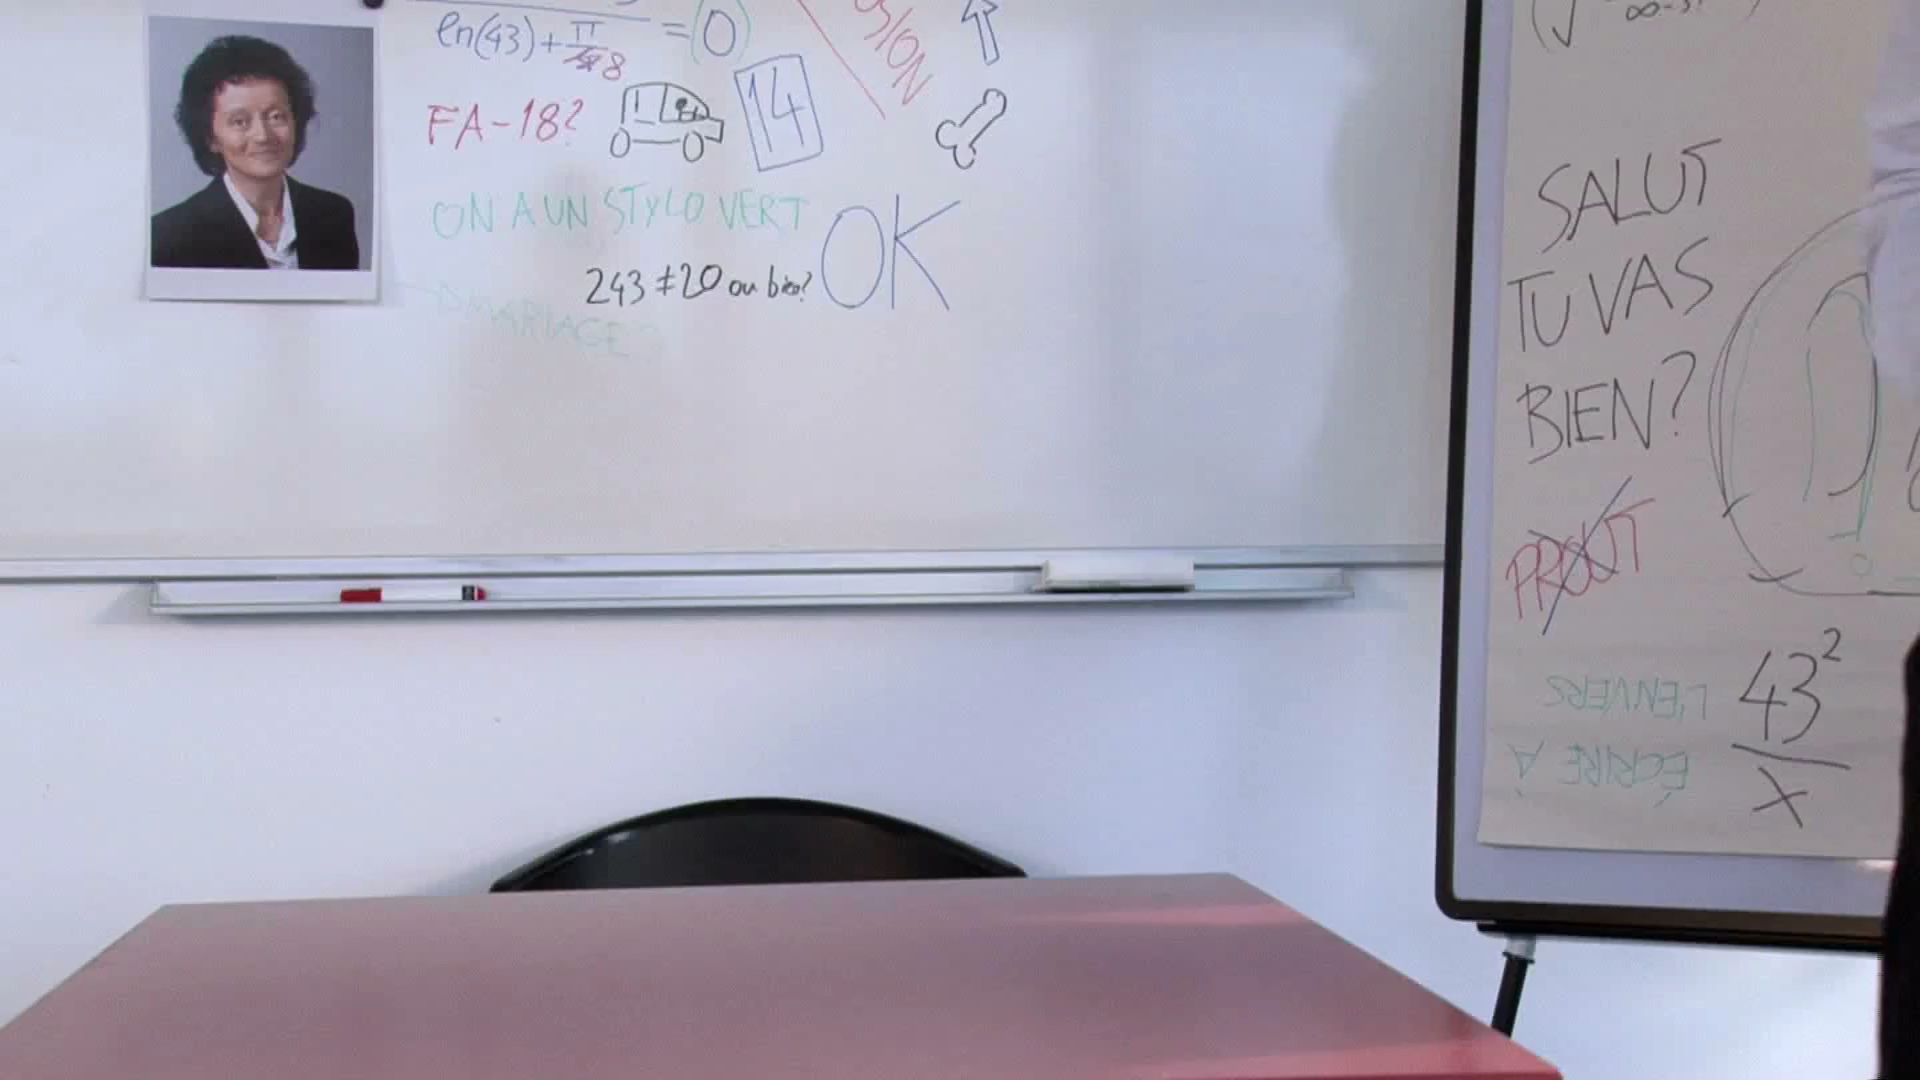 ln(43)+π/8 = 0
FA-18?
14
ON A UN STYLO VERT
OK
243 ≠ 20 ou bien?
MARIAGE?
SALUT
TU VAS
BIEN?
PROUT
ÉCRIRE À
L'ENVERS
43²
x